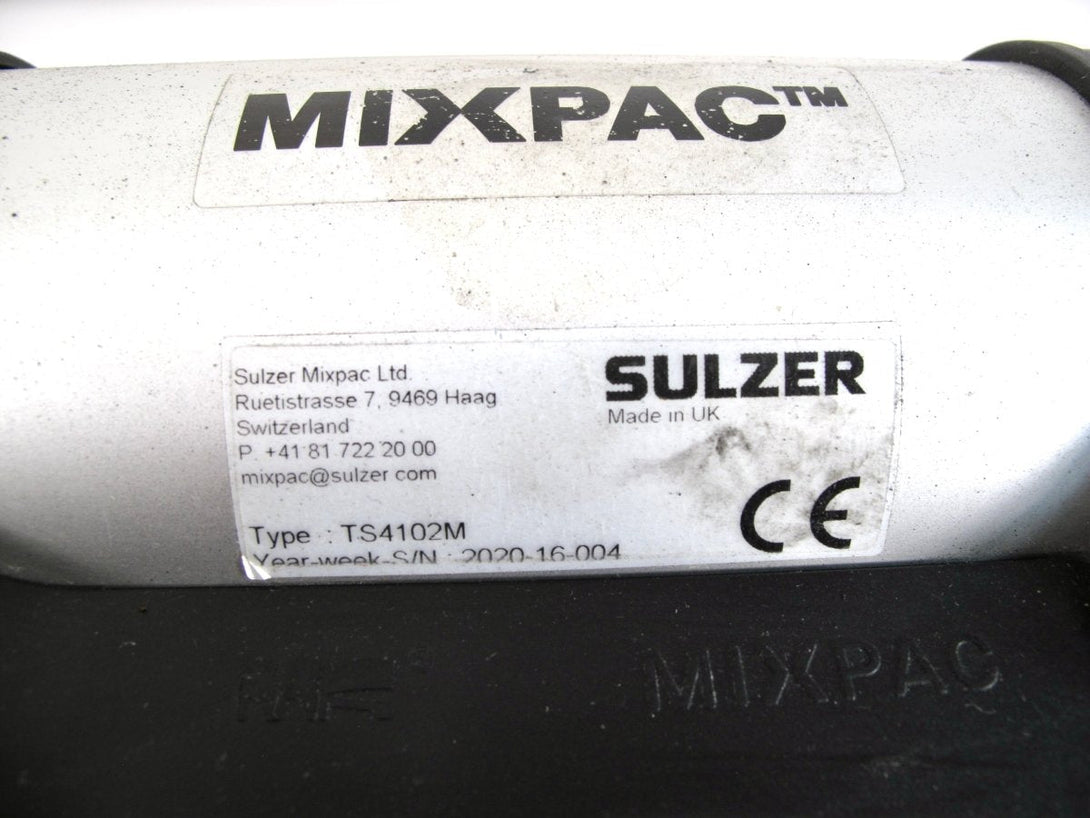 MIXPAC™
Sulzer Mixpac Ltd.
Ruetistrasse 7, 9469 Haag
Switzerland
P. +41 81 722 20 00
mixpac@sulzer.com
SULZER
Made in UK
CE
Type : TS4102M
Year-week-S/N : 2020-16-004
MIXPAC